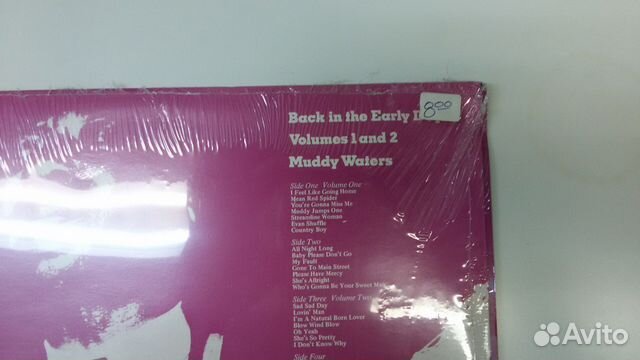 8.00
Back in the Early
Volumes 1 and 2
Muddy Waters
Side One Volume One
I Feel Like Going Home
Mean Red Spider
You're Gonna Miss Me
Muddy Jumps One
Streamline Woman
Evan Shuffle
Country Boy
Side Two
All Night Long
Baby Please Don't Go
My Fault
Gone To Main Street
Please Have Mercy
She's Allright
Who's Gonna Be Your Sweet Man
Side Three Volume Two
Sad Sad Day
Lovin' Man
I'm A Natural Born Lover
Blow Wind Blow
Oh Yeah
She's So Pretty
I Don't Know Why
Side Four
Avito